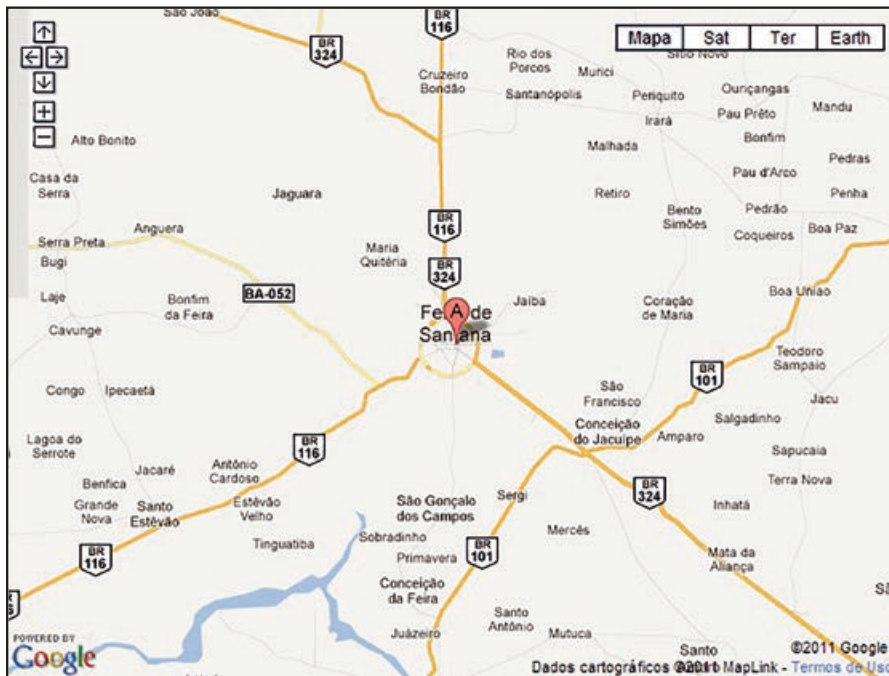 São João
BR
116
BR
324
Mapa
Sat
Ter
Earth
Sítio Novo
Cruzeiro
Bondão
Rio dos
Porcos
Murici
Santanópolis
Periquito
Ouriçangas
Mandu
Irará
Pau Prêto
Bonfim
Alto Bonito
Malhada
Pedras
Pau d'Arco
Casa da
Serra
Jaguara
Retiro
Penha
Pedrão
Bento
Simões
Boa Paz
Coqueiros
BR
116
Anguera
Serra Preta
Maria
Quitéria
Bugi
BR
324
BA-052
Laje
Bonfim
da Feira
Jaíba
Coração
de Maria
Boa Uniao
A
Santana
Cavunge
Teodoro
Sampaio
BR
101
Congo
Ipecaetá
São
Francisco
Jacu
Conceição
do Jacuípe
Salgadinho
Amparo
BR
116
Lagoa do
Serrote
Sapucaia
Jacaré
Antônio
Cardoso
Benfica
Terra Nova
BR
324
Grande
Nova
Santo
Estêvão
Estêvão
Velho
São Gonçalo
dos Campos
Sergi
Inhatá
Mercês
Tinguatiba
Sobradinho
BR
101
BR
116
Primavera
Mata da
Aliança
Conceição
da Feira
Santo
Antônio
Juázeiro
Mutuca
Santo
POWERED BY
Google
©2011 Google
Dados cartográficos ©2011 MapLink - Termos de Uso